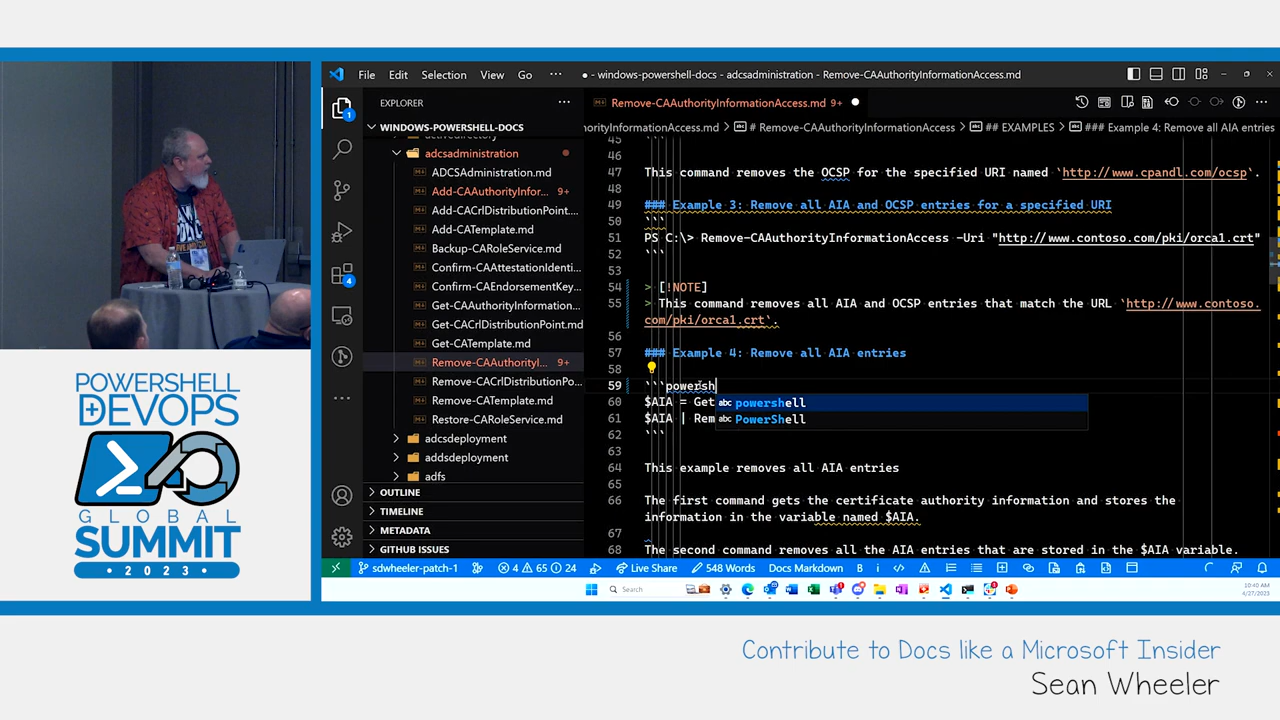 File Edit Selection View Go ···
● - windows-powershell-docs - adcsadministration - Remove-CAAuthorityInformationAccess.md
EXPLORER ···
WINDOWS-POWERSHELL-DOCS
adcsadministration
ADCSAdministration.md
Add-CAAuthorityInfor... 9+
Add-CACrlDistributionPoint....
Add-CATemplate.md
Backup-CARoleService.md
Confirm-CAAttestationIdenti...
Confirm-CAEndorsementKey...
Get-CAAuthorityInformation...
Get-CACrlDistributionPoint.md
Get-CATemplate.md
Remove-CAAuthorityI... 9+
Remove-CACrlDistributionPo...
Remove-CATemplate.md
Restore-CARoleService.md
adcsdeployment
addsdeployment
adfs
OUTLINE
TIMELINE
METADATA
GITHUB ISSUES
1
4
Remove-CAAuthorityInformationAccess.md 9+ ●
horityInformationAccess.md > # Remove-CAAuthorityInformationAccess > ## EXAMPLES > ### Example 4: Remove all AIA entries
45 ```
46
47 This command removes the OCSP for the specified URI named `http://www.cpandl.com/ocsp`.
48
49 ### Example 3: Remove all AIA and OCSP entries for a specified URI
50 ```
51 PS C:\> Remove-CAAuthorityInformationAccess -Uri "http://www.contoso.com/pki/orca1.crt"
52 ```
53
54 > [!NOTE]
55 > This command removes all AIA and OCSP entries that match the URL `http://www.contoso.
com/pki/orca1.crt`.
56
57 ### Example 4: Remove all AIA entries
58
59 ```powersh
60 $AIA = Get
61 $AIA | Rem
62 ```
powershell
PowerShell
63
64 This example removes all AIA entries
65
66 The first command gets the certificate authority information and stores the
information in the variable named $AIA.
67
68 The second command removes all the AIA entries that are stored in the $AIA variable.
sdwheeler-patch-1 4 65 24 Live Share 548 Words Docs Markdown B i
Search
10:40 AM
4/27/2023
POWERSHELL
+DEVOPS
GLOBAL
SUMMIT
2023
Contribute to Docs like a Microsoft Insider
Sean Wheeler